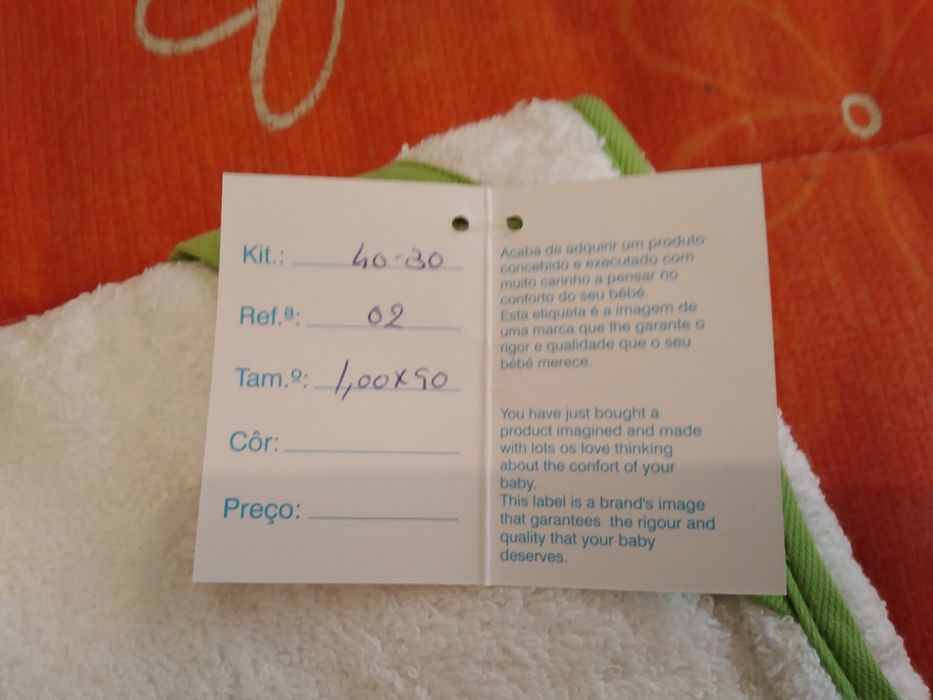 Kit.: 40-30
Ref.ª: 02
Tam.º: 1,00x90
Côr:
Preço:
Acaba de adquirir um produto
concebido e executado com
muito carinho a pensar no
conforto do seu bébé.
Esta etiqueta é a imagem de
uma marca que lhe garante o
rigor e qualidade que o seu
bébé merece.
You have just bought a
product imagined and made
with lots os love thinking
about the confort of your
baby.
This label is a brand's image
that garantees the rigour and
quality that your baby
deserves.